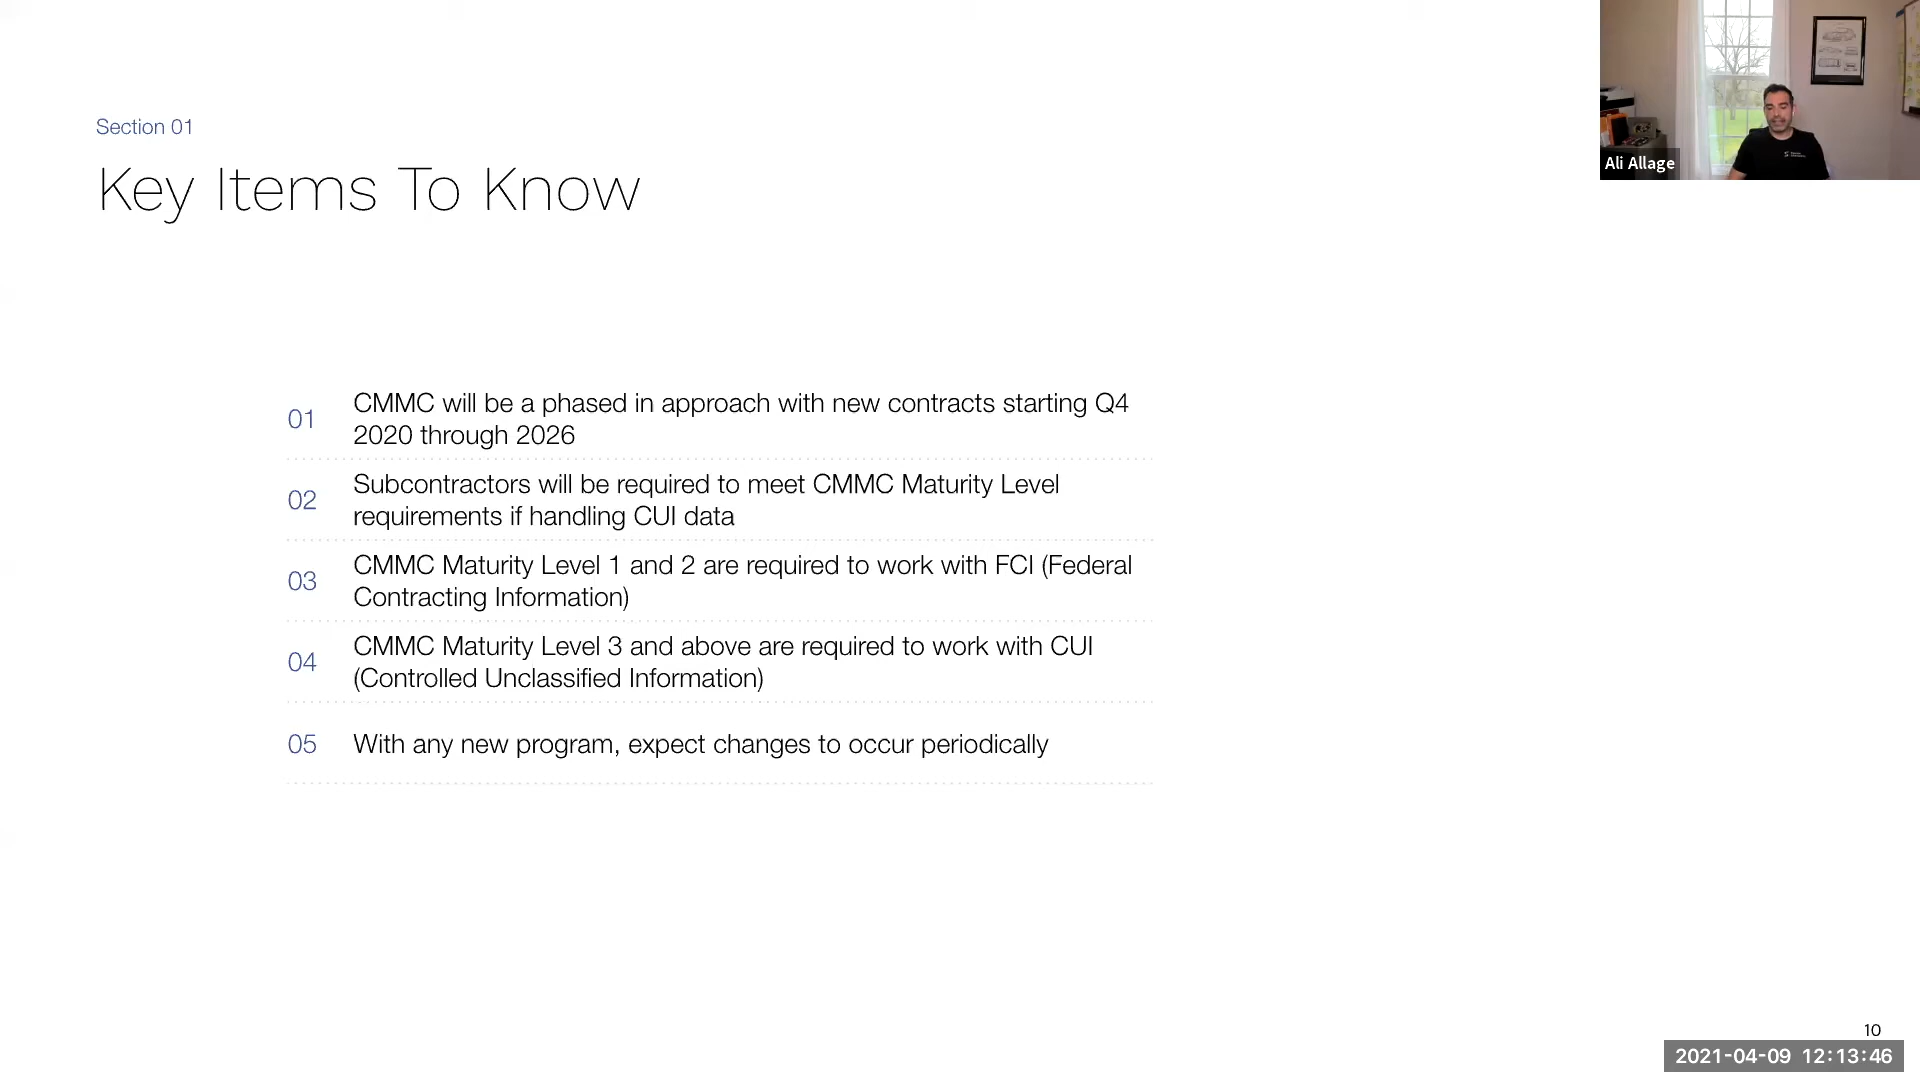 Section 01
Key Items To Know
01
CMMC will be a phased in approach with new contracts starting Q4
2020 through 2026
02
Subcontractors will be required to meet CMMC Maturity Level
requirements if handling CUI data
03
CMMC Maturity Level 1 and 2 are required to work with FCI (Federal
Contracting Information)
04
CMMC Maturity Level 3 and above are required to work with CUI
(Controlled Unclassified Information)
05
With any new program, expect changes to occur periodically
Ali Allage
10
2021-04-09 12:13:46